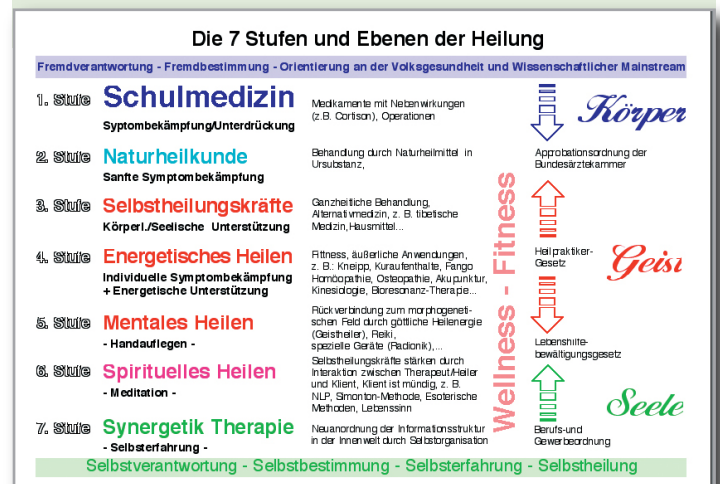 Die 7 Stufen und Ebenen der Heilung
Fremdverantwortung - Fremdbestimmung - Orientierung an der Volksgesundheit und Wissenschaftlicher Mainstream
1. Stufe
Schulmedizin
Syptombekämpfung/Unterdrückung
Medikamente mit Nebenwirkungen
(z.B. Cortison), Operationen
Körper
2. Stufe
Naturheilkunde
Sanfte Symptombekämpfung
Behandlung durch Naturheilmittel in
Ursubstanz,
Approbationsordnung der
Bundesärztekammer
3. Stufe
Selbstheilungskräfte
Körperl./Seelische Unterstützung
Ganzheitliche Behandlung,
Alternativmedizin, z. B. tibetische
Medizin,Hausmittel...
4. Stufe
Energetisches Heilen
Individuelle Symptombekämpfung
+ Energetische Unterstützung
Fittness, äußerliche Anwendungen,
z. B.: Kneipp, Kuraufenthalte, Fango
Homöopathie, Osteopathie, Akupunktur,
Kinesiologie, Bioresonanz-Therapie...
Heilpraktiker-
Gesetz
Geist
5. Stufe
Mentales Heilen
- Handauflegen -
Rückverbindung zum morphogeneti-
schen Feld durch göttliche Heilenergie
(Geistheiler), Reiki,
spezielle Geräte (Radionik),...
Lebenshilfe-
bewältigungsgesetz
6. Stufe
Spirituelles Heilen
- Meditation -
Selbstheilungskräfte stärken durch
Interaktion zwischen Therapeut/Heiler
und Klient, Klient ist mündig, z. B.
NLP, Simonton-Methode, Esoterische
Methoden, Lebenssinn
Wellness - Fitness
Seele
7. Stufe
Synergetik Therapie
- Selbsterfahrung -
Neuanordnung der Informationsstruktur
in der Innenwelt durch Selbstorganisation
Berufs-und
Gewerbeordnung
Selbstverantwortung - Selbstbestimmung - Selbsterfahrung - Selbstheilung